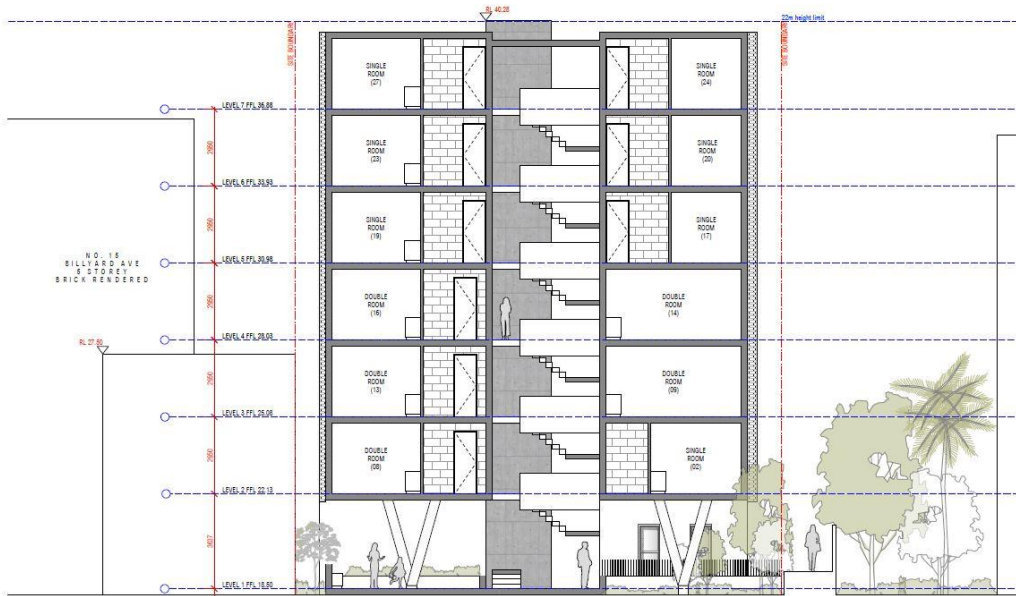 RL 40.28
22m height limit
SITE BOUNDARY
SITE BOUNDARY
SINGLE
ROOM
(27)
SINGLE
ROOM
(24)
LEVEL 7 FFL 36.88
2950
SINGLE
ROOM
(23)
SINGLE
ROOM
(20)
LEVEL 6 FFL 33.93
2950
SINGLE
ROOM
(19)
SINGLE
ROOM
(17)
NO. 15
BILLYARD AVE
6 STOREY
BRICK RENDERED
LEVEL 5 FFL 30.98
2950
DOUBLE
ROOM
(16)
DOUBLE
ROOM
(14)
RL 27.50
LEVEL 4 FFL 28.03
2950
DOUBLE
ROOM
(13)
DOUBLE
ROOM
(09)
LEVEL 3 FFL 25.08
2950
DOUBLE
ROOM
(08)
SINGLE
ROOM
(02)
LEVEL 2 FFL 22.13
LEVEL 1 FFL 18.50